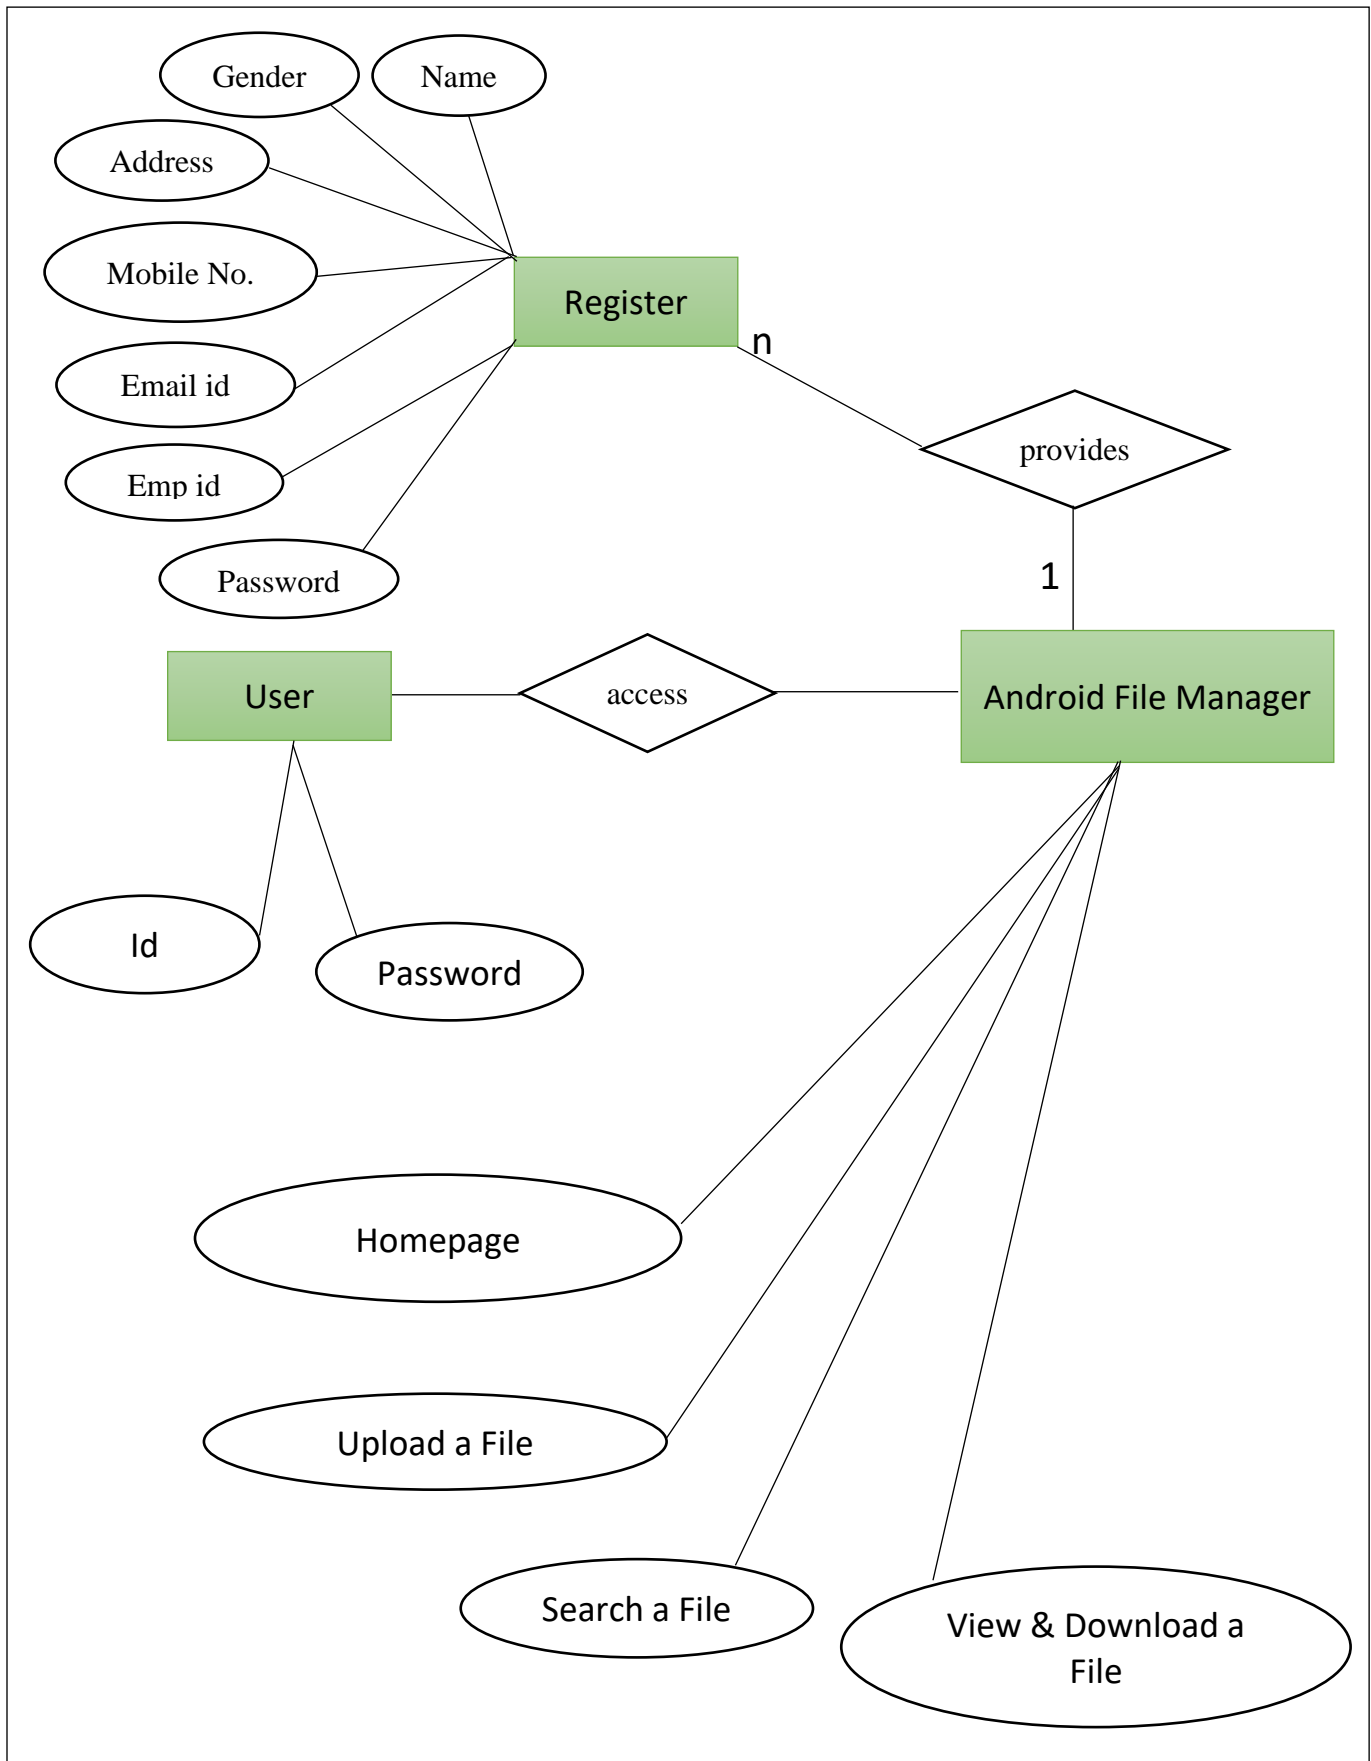 Gender
Name
Address
Mobile No.
Register
n
Email id
provides
Emp id
Password
1
User
access
Android File Manager
Id
Password
Homepage
Upload a File
Search a File
View & Download a
File